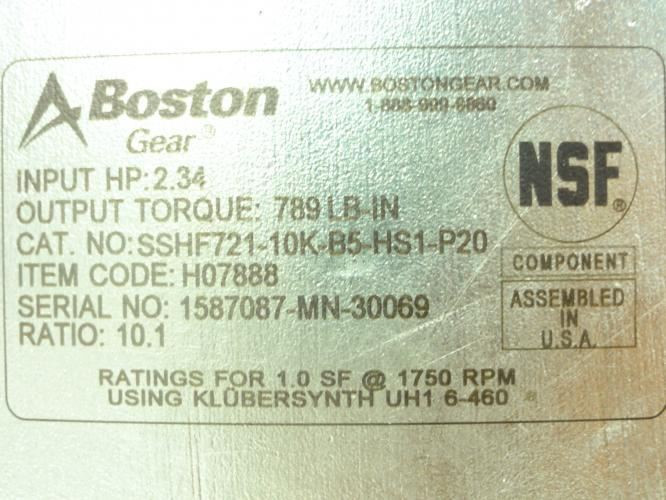 Boston
Gear®
WWW.BOSTONGEAR.COM
1-888-999-9860
INPUT HP: 2.34
OUTPUT TORQUE: 789 LB-IN
CAT. NO: SSHF721-10K-B5-HS1-P20
ITEM CODE: H07888
SERIAL NO: 1587087-MN-30069
RATIO: 10.1
NSF®
COMPONENT
ASSEMBLED
IN
U.S.A.
RATINGS FOR 1.0 SF @ 1750 RPM
USING KLÜBERSYNTH UH1 6-460